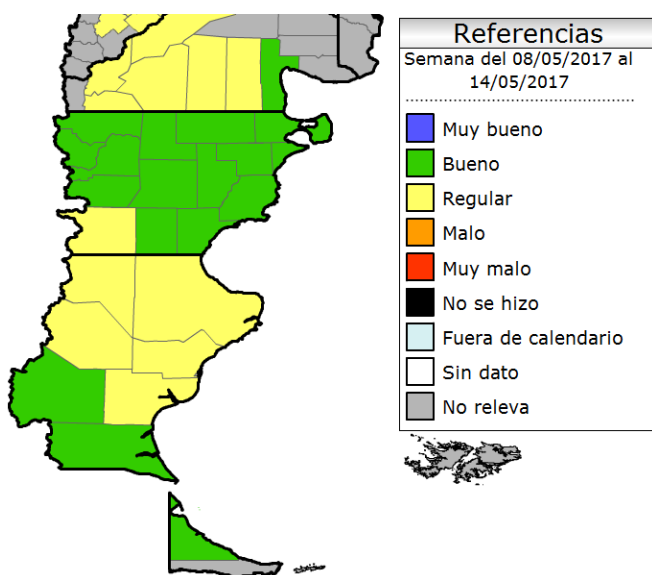 Referencias
Semana del 08/05/2017 al
14/05/2017
Muy bueno
Bueno
Regular
Malo
Muy malo
No se hizo
Fuera de calendario
Sin dato
No releva